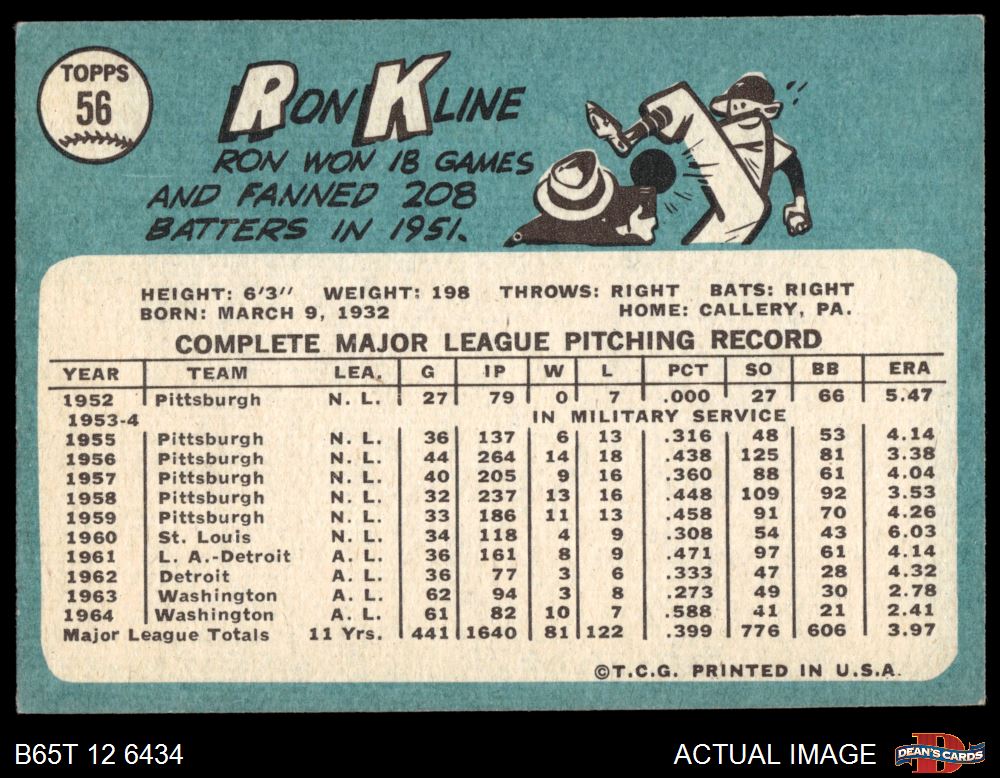 TOPPS
56
RON KLINE
RON WON 18 GAMES
AND FANNED 208
BATTERS IN 1951.
HEIGHT: 6'3" WEIGHT: 198 THROWS: RIGHT BATS: RIGHT
BORN: MARCH 9, 1932 HOME: CALLERY, PA.
COMPLETE MAJOR LEAGUE PITCHING RECORD
YEAR TEAM LEA. G IP W L PCT SO BB ERA
1952 Pittsburgh N. L. 27 79 0 7 .000 27 66 5.47
1953-4 IN MILITARY SERVICE
1955 Pittsburgh N. L. 36 137 6 13 .316 48 53 4.14
1956 Pittsburgh N. L. 44 264 14 18 .438 125 81 3.38
1957 Pittsburgh N. L. 40 205 9 16 .360 88 61 4.04
1958 Pittsburgh N. L. 32 237 13 16 .448 109 92 3.53
1959 Pittsburgh N. L. 33 186 11 13 .458 91 70 4.26
1960 St. Louis N. L. 34 118 4 9 .308 54 43 6.03
1961 L. A.-Detroit A. L. 36 161 8 9 .471 97 61 4.14
1962 Detroit A. L. 36 77 3 6 .333 47 28 4.32
1963 Washington A. L. 62 94 3 8 .273 49 30 2.78
1964 Washington A. L. 61 82 10 7 .588 41 21 2.41
Major League Totals 11 Yrs. 441 1640 81 122 .399 776 606 3.97
©T.C.G. PRINTED IN U.S.A.
B65T 12 6434 ACTUAL IMAGE D DEAN'S CARDS